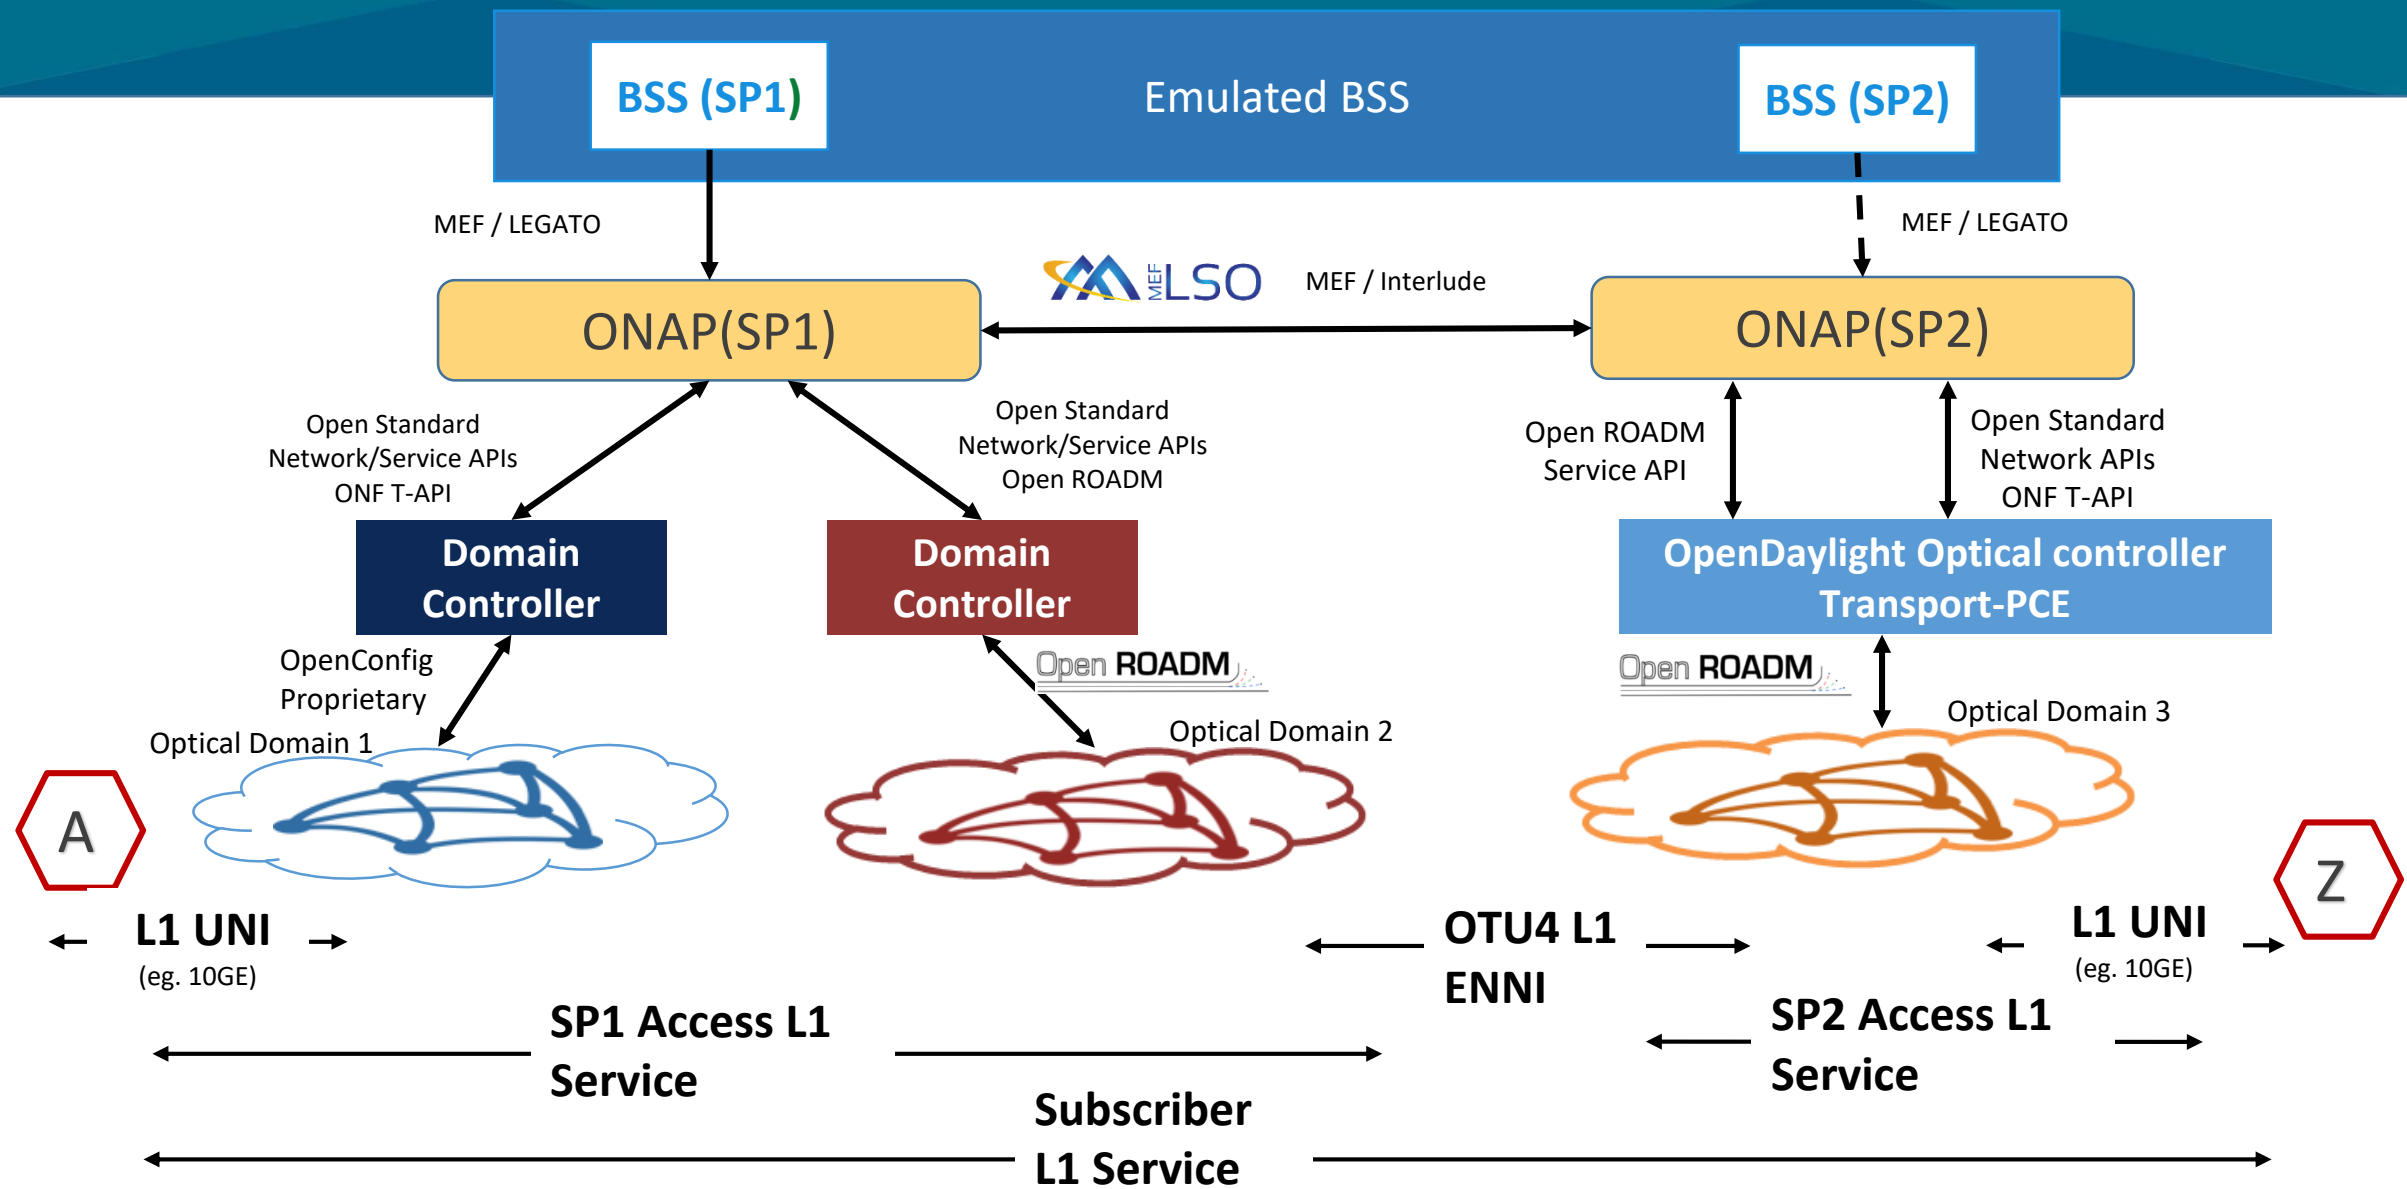 BSS (SP1)
Emulated BSS
BSS (SP2)
MEF / LEGATO
MEF / LEGATO
MEF LSO
MEF / Interlude
ONAP(SP1)
ONAP(SP2)
Open Standard
Network/Service APIs
ONF T-API
Open Standard
Network/Service APIs
Open ROADM
Open ROADM
Service API
Open Standard
Network APIs
ONF T-API
Domain
Controller
Domain
Controller
OpenDaylight Optical controller
Transport-PCE
OpenConfig
Proprietary
Open ROADM
Open ROADM
Optical Domain 1
Optical Domain 2
Optical Domain 3
A
Z
L1 UNI
(eg. 10GE)
OTU4 L1
ENNI
L1 UNI
(eg. 10GE)
SP1 Access L1
Service
SP2 Access L1
Service
Subscriber
L1 Service